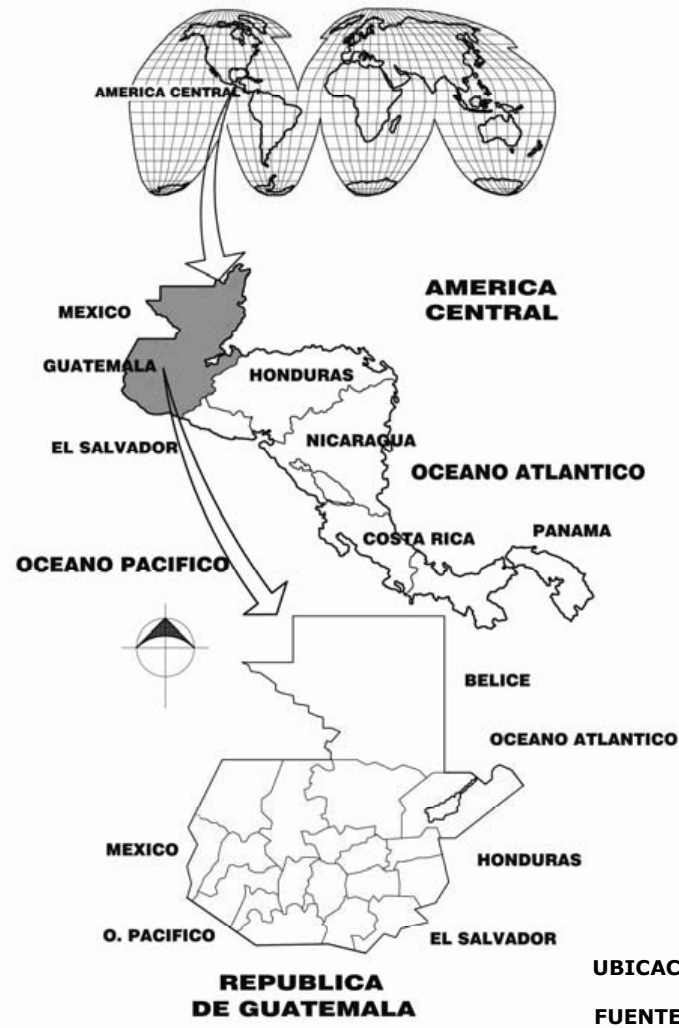 AMERICA CENTRAL
AMERICA
CENTRAL
MEXICO
GUATEMALA
HONDURAS
EL SALVADOR
NICARAGUA
OCEANO ATLANTICO
COSTA RICA
PANAMA
OCEANO PACIFICO
BELICE
OCEANO ATLANTICO
MEXICO
HONDURAS
O. PACIFICO
EL SALVADOR
REPUBLICA
DE GUATEMALA
UBICAC
FUENTE